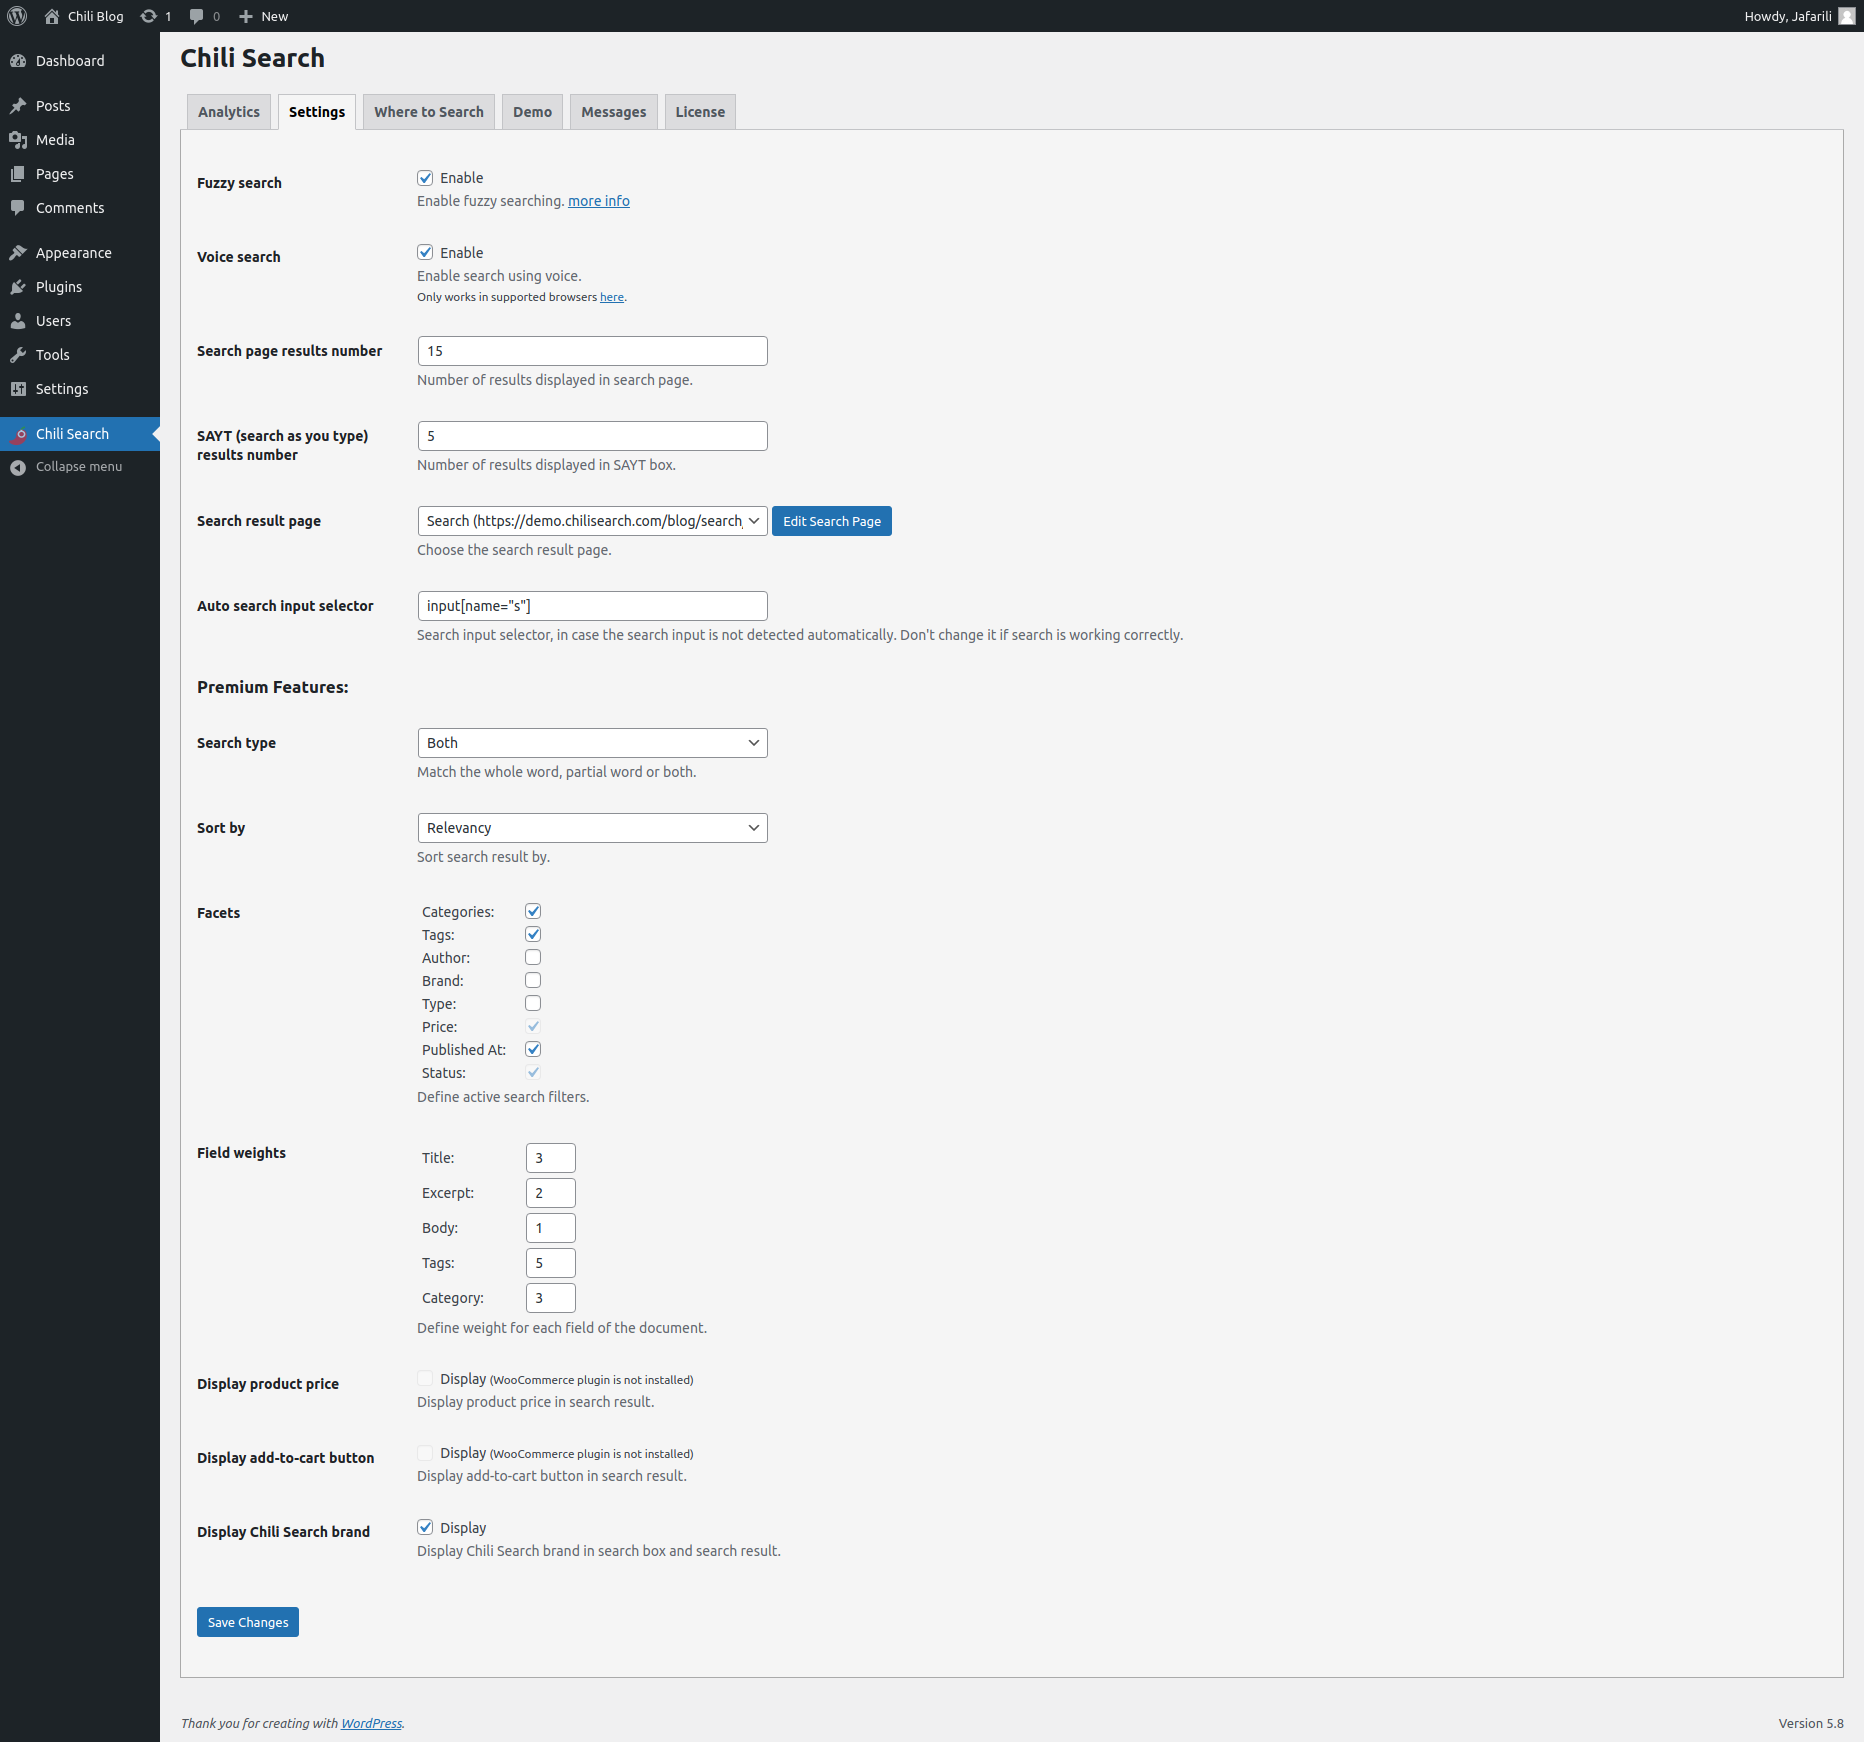 Chili Blog 1 0 New Howdy, Jafarili
Dashboard
Posts
Media
Pages
Comments
Appearance
Plugins
Users
Tools
Settings
Chili Search
Collapse menu
Chili Search
Analytics Settings Where to Search Demo Messages License
Fuzzy search
Enable
Enable fuzzy searching. more info
Voice search
Enable
Enable search using voice.
Only works in supported browsers here.
Search page results number
15
Number of results displayed in search page.
SAYT (search as you type)
results number
5
Number of results displayed in SAYT box.
Search result page
Search (https://demo.chilisearch.com/blog/search, Edit Search Page
Choose the search result page.
Auto search input selector
input[name="s"]
Search input selector, in case the search input is not detected automatically. Don't change it if search is working correctly.
Premium Features:
Search type
Both
Match the whole word, partial word or both.
Sort by
Relevancy
Sort search result by.
Facets
Categories:
Tags:
Author:
Brand:
Type:
Price:
Published At:
Status:
Define active search filters.
Field weights
Title: 3
Excerpt: 2
Body: 1
Tags: 5
Category: 3
Define weight for each field of the document.
Display product price
Display (WooCommerce plugin is not installed)
Display product price in search result.
Display add-to-cart button
Display (WooCommerce plugin is not installed)
Display add-to-cart button in search result.
Display Chili Search brand
Display
Display Chili Search brand in search box and search result.
Save Changes
Thank you for creating with WordPress. Version 5.8